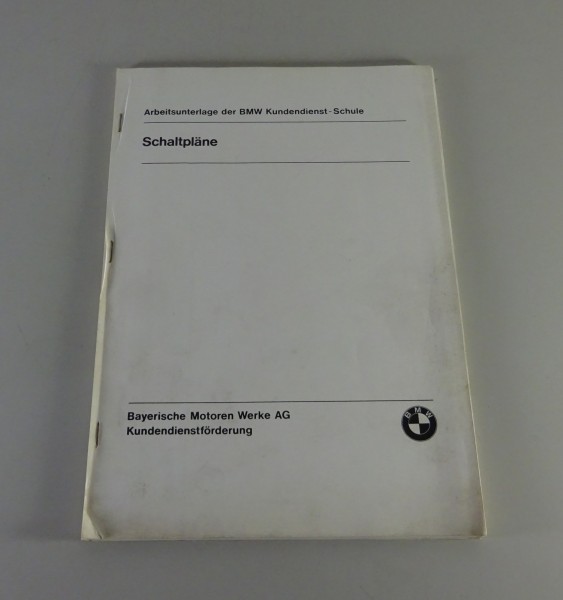 Arbeitsunterlage der BMW Kundendienst-Schule
Schaltpläne
Bayerische Motoren Werke AG
Kundendienstförderung
BMW